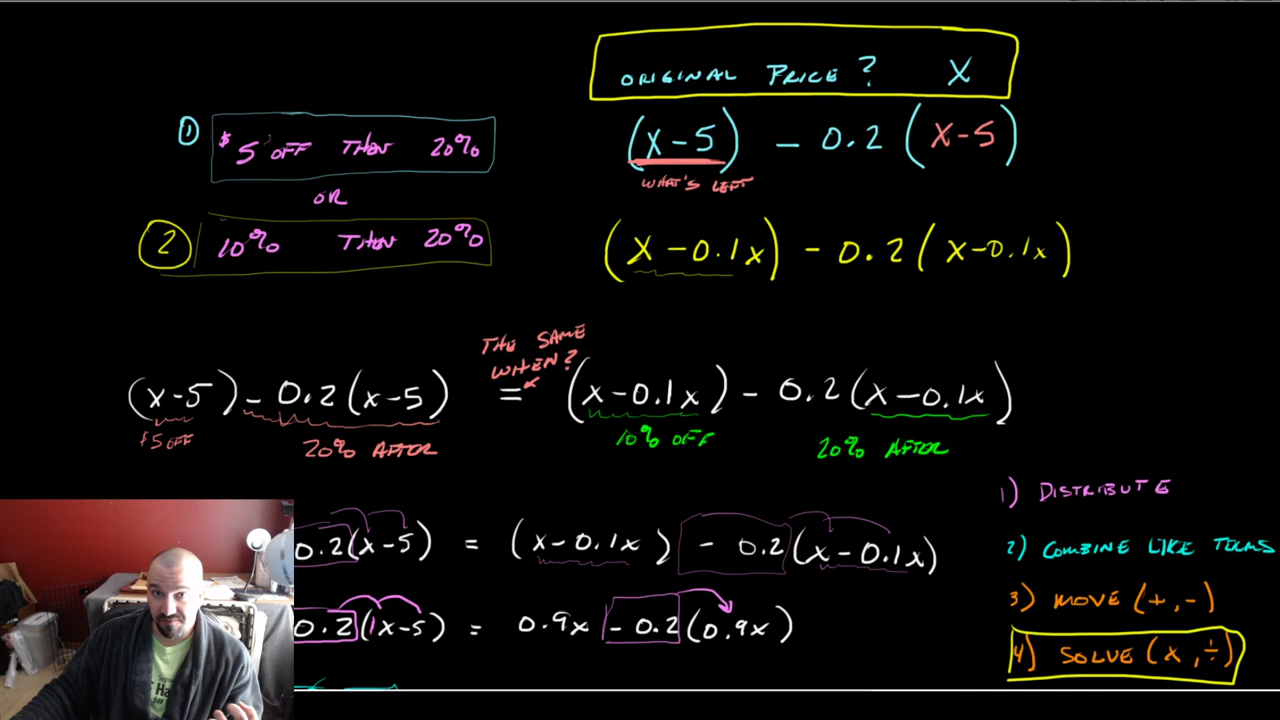 ORIGINAL PRICE? X
① $5 OFF THEN 20%
(x-5) - 0.2 (x-5)
WHAT'S LEFT
OR
② 10% THEN 20%
(x-0.1x) - 0.2 (x-0.1x)
THE SAME
WHEN?
(x-5) - 0.2 (x-5) = (x-0.1x) - 0.2 (x-0.1x)
$5 OFF 20% AFTER 10% OFF 20% AFTER
1) DISTRIBUTE
0.2(x-5) = (x-0.1x) - 0.2 (x-0.1x)
2) COMBINE LIKE TERMS
3) MOVE (+,-)
0.2(1x-5) = 0.9x - 0.2(0.9x)
4) SOLVE (x,÷)